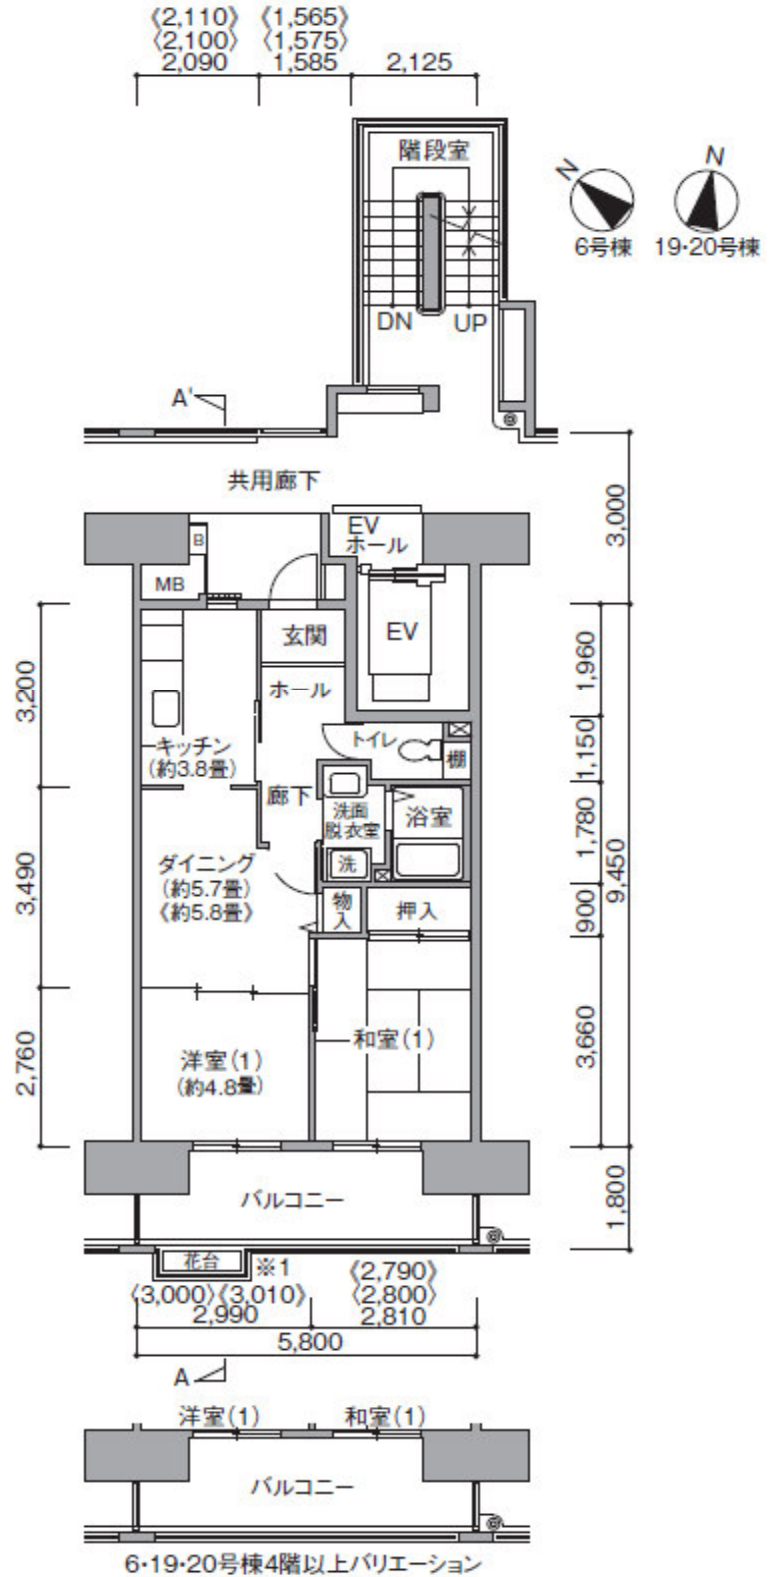 《2,110》《1,565》
〈2,100〉〈1,575〉
2,090 1,585 2,125
階段室
N
N
6号棟 19・20号棟
DN UP
A'
共用廊下
3,000
EV
ホール
B
MB
EV
玄関
ホール
3,200
1,960
トイレ
棚
1,150
キッチン
(約3.8畳)
廊下
洗面
脱衣室
浴室
1,780
9,450
ダイニング
(約5.7畳)
《約5.8畳》
3,490
洗
物
入
押入
900
和室(1)
3,660
洋室(1)
(約4.8畳)
2,760
バルコニー
1,800
花台
※1
《2,790》
〈3,000〉《3,010》
〈2,800〉
2,990 2,810
5,800
A
洋室(1) 和室(1)
バルコニー
6・19・20号棟4階以上バリエーション